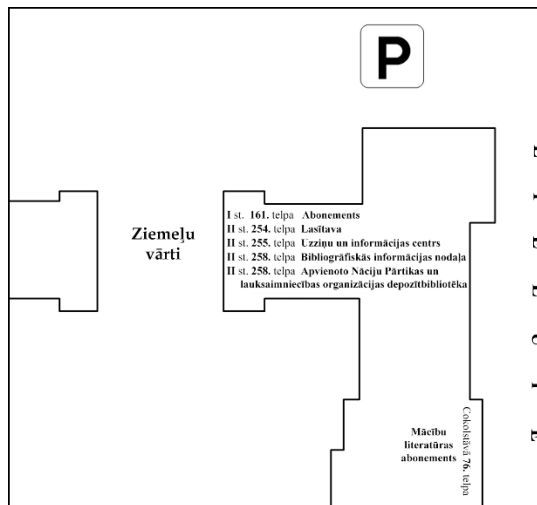 P
Ziemeļu
vārti
I st. 161. telpa Abonements
II st. 254. telpa Lasītava
II st. 255. telpa Uzziņu un informācijas centrs
II st. 258. telpa Bibliogrāfiskās informācijas nodaļa
II st. 258. telpa Apvienoto Nāciju Pārtikas un
lauksaimniecības organizācijas depozītbibliotēka
Mācību
literatūras
abonements
Cokolstāvā 76. telpa